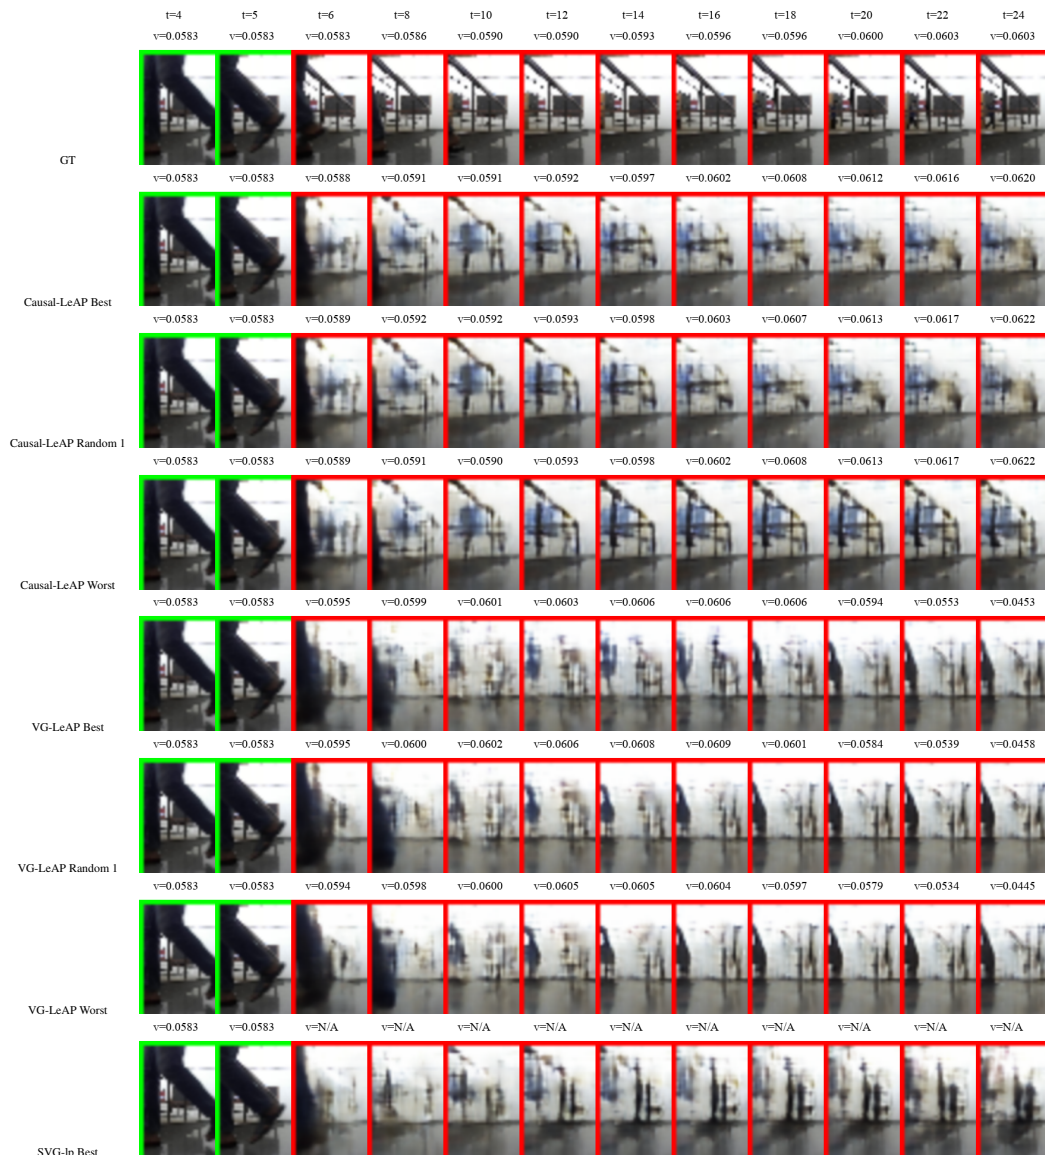 t=4 t=5 t=6 t=8 t=10 t=12 t=14 t=16 t=18 t=20 t=22 t=24
v=0.0583 v=0.0583 v=0.0583 v=0.0586 v=0.0590 v=0.0590 v=0.0593 v=0.0596 v=0.0596 v=0.0600 v=0.0603 v=0.0603
GT
v=0.0583 v=0.0583 v=0.0588 v=0.0591 v=0.0591 v=0.0592 v=0.0597 v=0.0602 v=0.0608 v=0.0612 v=0.0616 v=0.0620
Causal-LeAP Best
v=0.0583 v=0.0583 v=0.0589 v=0.0592 v=0.0592 v=0.0593 v=0.0598 v=0.0603 v=0.0607 v=0.0613 v=0.0617 v=0.0622
Causal-LeAP Random 1
v=0.0583 v=0.0583 v=0.0589 v=0.0591 v=0.0590 v=0.0593 v=0.0598 v=0.0602 v=0.0608 v=0.0613 v=0.0617 v=0.0622
Causal-LeAP Worst
v=0.0583 v=0.0583 v=0.0595 v=0.0599 v=0.0601 v=0.0603 v=0.0606 v=0.0606 v=0.0606 v=0.0594 v=0.0553 v=0.0453
VG-LeAP Best
v=0.0583 v=0.0583 v=0.0595 v=0.0600 v=0.0602 v=0.0606 v=0.0608 v=0.0609 v=0.0601 v=0.0584 v=0.0539 v=0.0458
VG-LeAP Random 1
v=0.0583 v=0.0583 v=0.0594 v=0.0598 v=0.0600 v=0.0605 v=0.0605 v=0.0604 v=0.0597 v=0.0579 v=0.0534 v=0.0445
VG-LeAP Worst
v=0.0583 v=0.0583 v=N/A v=N/A v=N/A v=N/A v=N/A v=N/A v=N/A v=N/A v=N/A v=N/A
SVG-lp Best